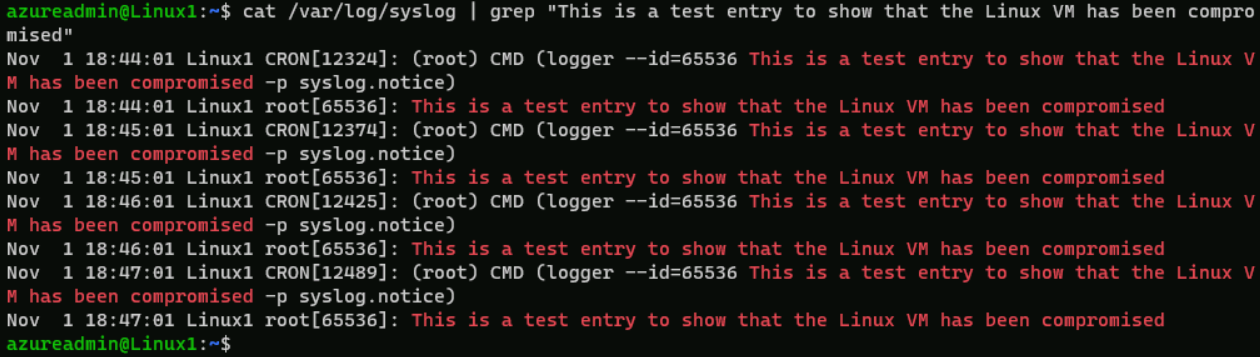 azureadmin@Linux1:~$ cat /var/log/syslog | grep "This is a test entry to show that the Linux VM has been compro
mised"
Nov  1 18:44:01 Linux1 CRON[12324]: (root) CMD (logger --id=65536 This is a test entry to show that the Linux V
M has been compromised -p syslog.notice)
Nov  1 18:44:01 Linux1 root[65536]: This is a test entry to show that the Linux VM has been compromised
Nov  1 18:45:01 Linux1 CRON[12374]: (root) CMD (logger --id=65536 This is a test entry to show that the Linux V
M has been compromised -p syslog.notice)
Nov  1 18:45:01 Linux1 root[65536]: This is a test entry to show that the Linux VM has been compromised
Nov  1 18:46:01 Linux1 CRON[12425]: (root) CMD (logger --id=65536 This is a test entry to show that the Linux V
M has been compromised -p syslog.notice)
Nov  1 18:46:01 Linux1 root[65536]: This is a test entry to show that the Linux VM has been compromised
Nov  1 18:47:01 Linux1 CRON[12489]: (root) CMD (logger --id=65536 This is a test entry to show that the Linux V
M has been compromised -p syslog.notice)
Nov  1 18:47:01 Linux1 root[65536]: This is a test entry to show that the Linux VM has been compromised
azureadmin@Linux1:~$